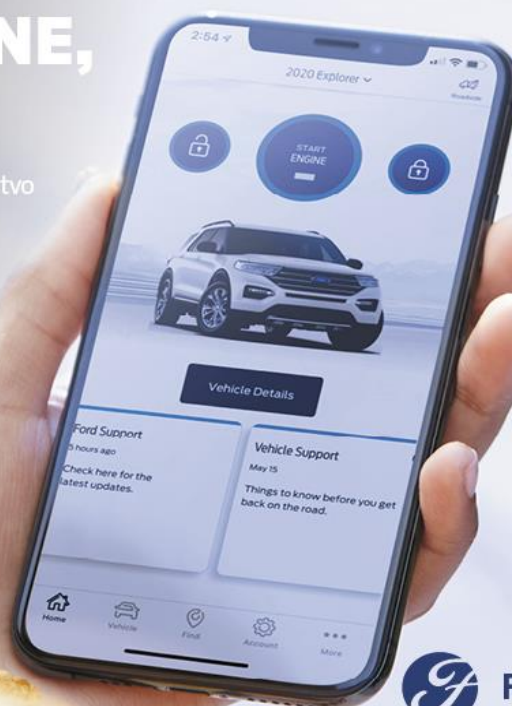 NE,
tvo
2:54
2020 Explorer
Roadside
START
ENGINE
Vehicle Details
Ford Support
5 hours ago
Check here for the
latest updates.
Vehicle Support
May 15
Things to know before you get
back on the road.
Home
Vehicle
Find
Account
More
F